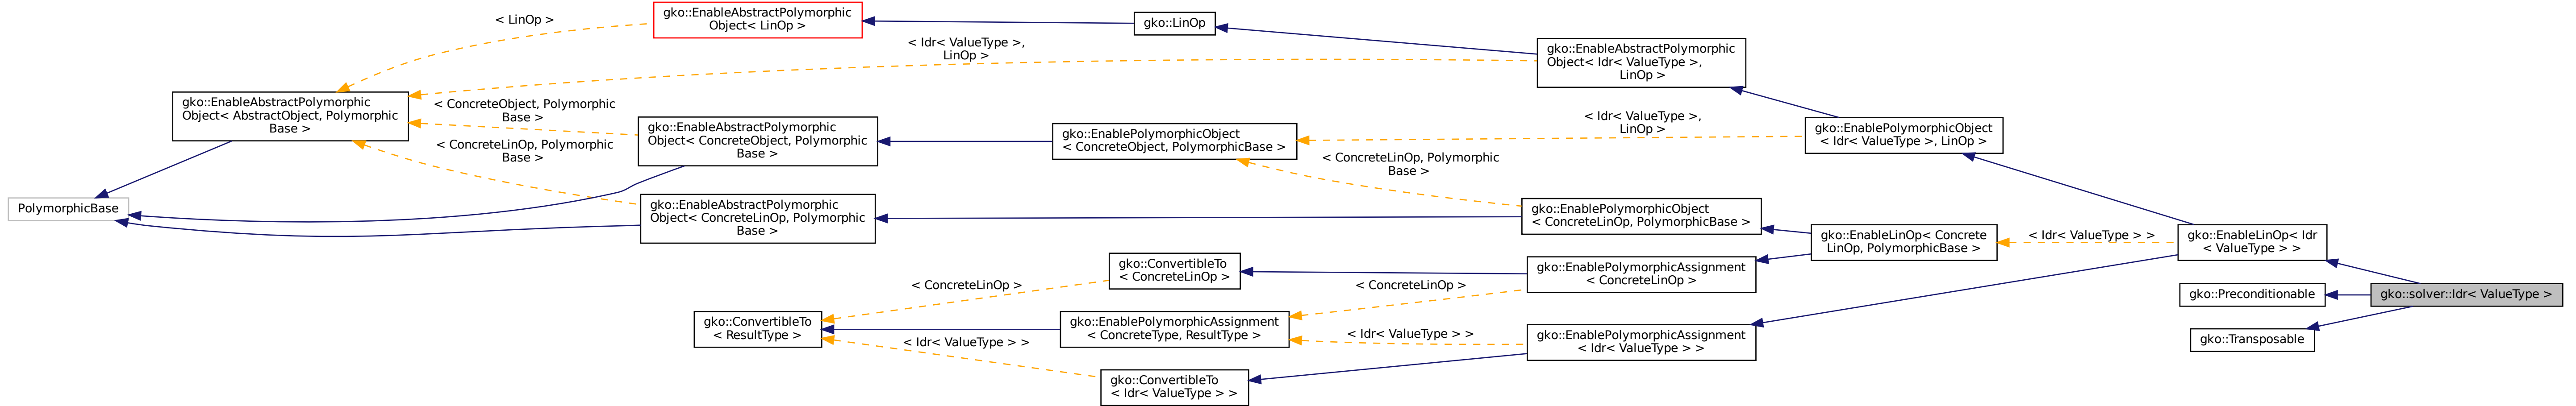 gko::EnableAbstractPolymorphic
Object< LinOp >
< LinOp >
gko::LinOp
< Idr< ValueType >,
LinOp >
gko::EnableAbstractPolymorphic
Object< Idr< ValueType >,
LinOp >
gko::EnableAbstractPolymorphic
Object< AbstractObject, Polymorphic
Base >
< ConcreteObject, Polymorphic
Base >
< ConcreteLinOp, Polymorphic
Base >
gko::EnableAbstractPolymorphic
Object< ConcreteObject, Polymorphic
Base >
gko::EnablePolymorphicObject
< ConcreteObject, PolymorphicBase >
< Idr< ValueType >,
LinOp >
gko::EnablePolymorphicObject
< Idr< ValueType >, LinOp >
< ConcreteLinOp, Polymorphic
Base >
PolymorphicBase
gko::EnableAbstractPolymorphic
Object< ConcreteLinOp, Polymorphic
Base >
gko::EnablePolymorphicObject
< ConcreteLinOp, PolymorphicBase >
gko::EnableLinOp< Concrete
LinOp, PolymorphicBase >
< Idr< ValueType > >
gko::EnableLinOp< Idr
< ValueType > >
gko::ConvertibleTo
< ConcreteLinOp >
gko::EnablePolymorphicAssignment
< ConcreteLinOp >
< ConcreteLinOp >
< ConcreteLinOp >
gko::Preconditionable
gko::solver::Idr< ValueType >
gko::ConvertibleTo
< ResultType >
gko::EnablePolymorphicAssignment
< ConcreteType, ResultType >
< Idr< ValueType > >
< Idr< ValueType > >
gko::EnablePolymorphicAssignment
< Idr< ValueType > >
gko::Transposable
gko::ConvertibleTo
< Idr< ValueType > >